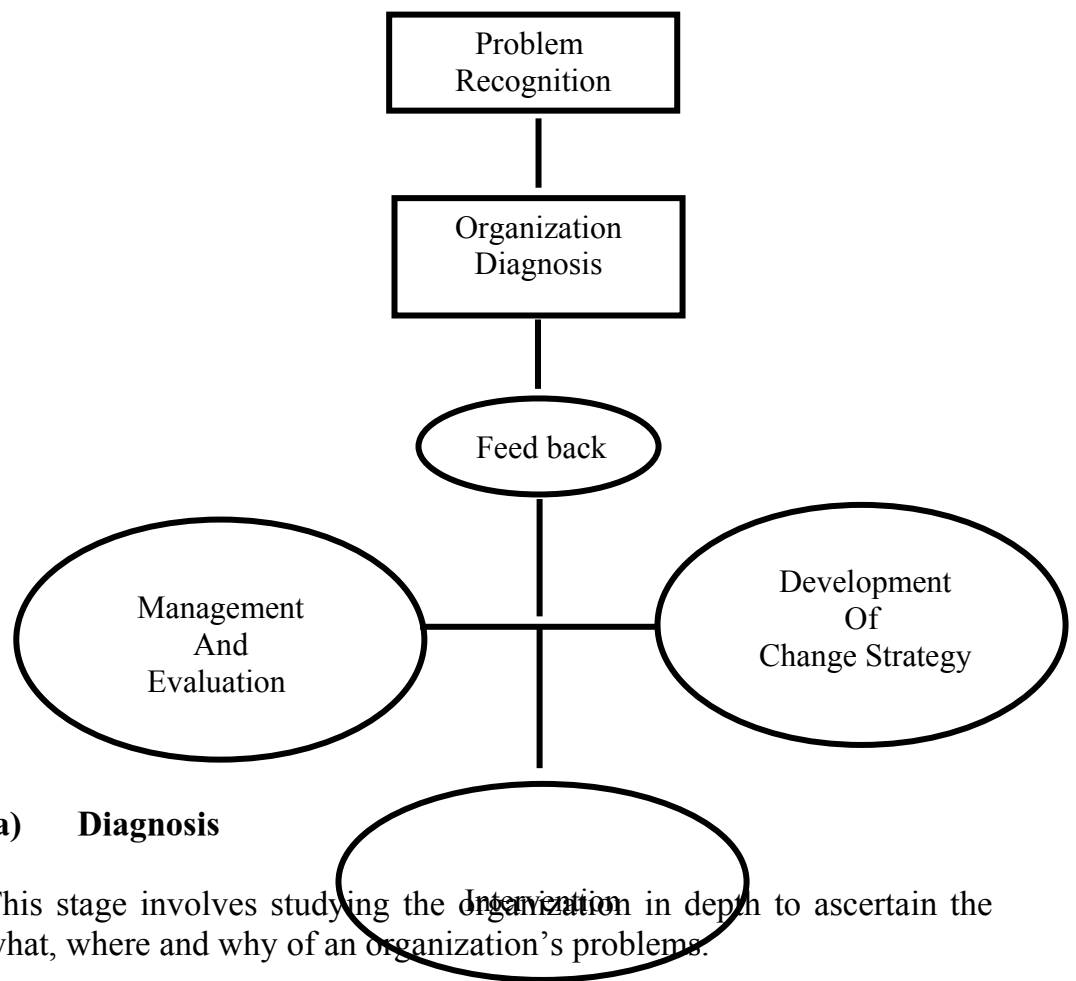 Problem
Recognition
Organization
Diagnosis
Feed back
Development
Of
Change Strategy
Management
And
Evaluation
a) Diagnosis
Intervention
This stage involves studying the organization in depth to ascertain the
what, where and why of an organization’s problems.